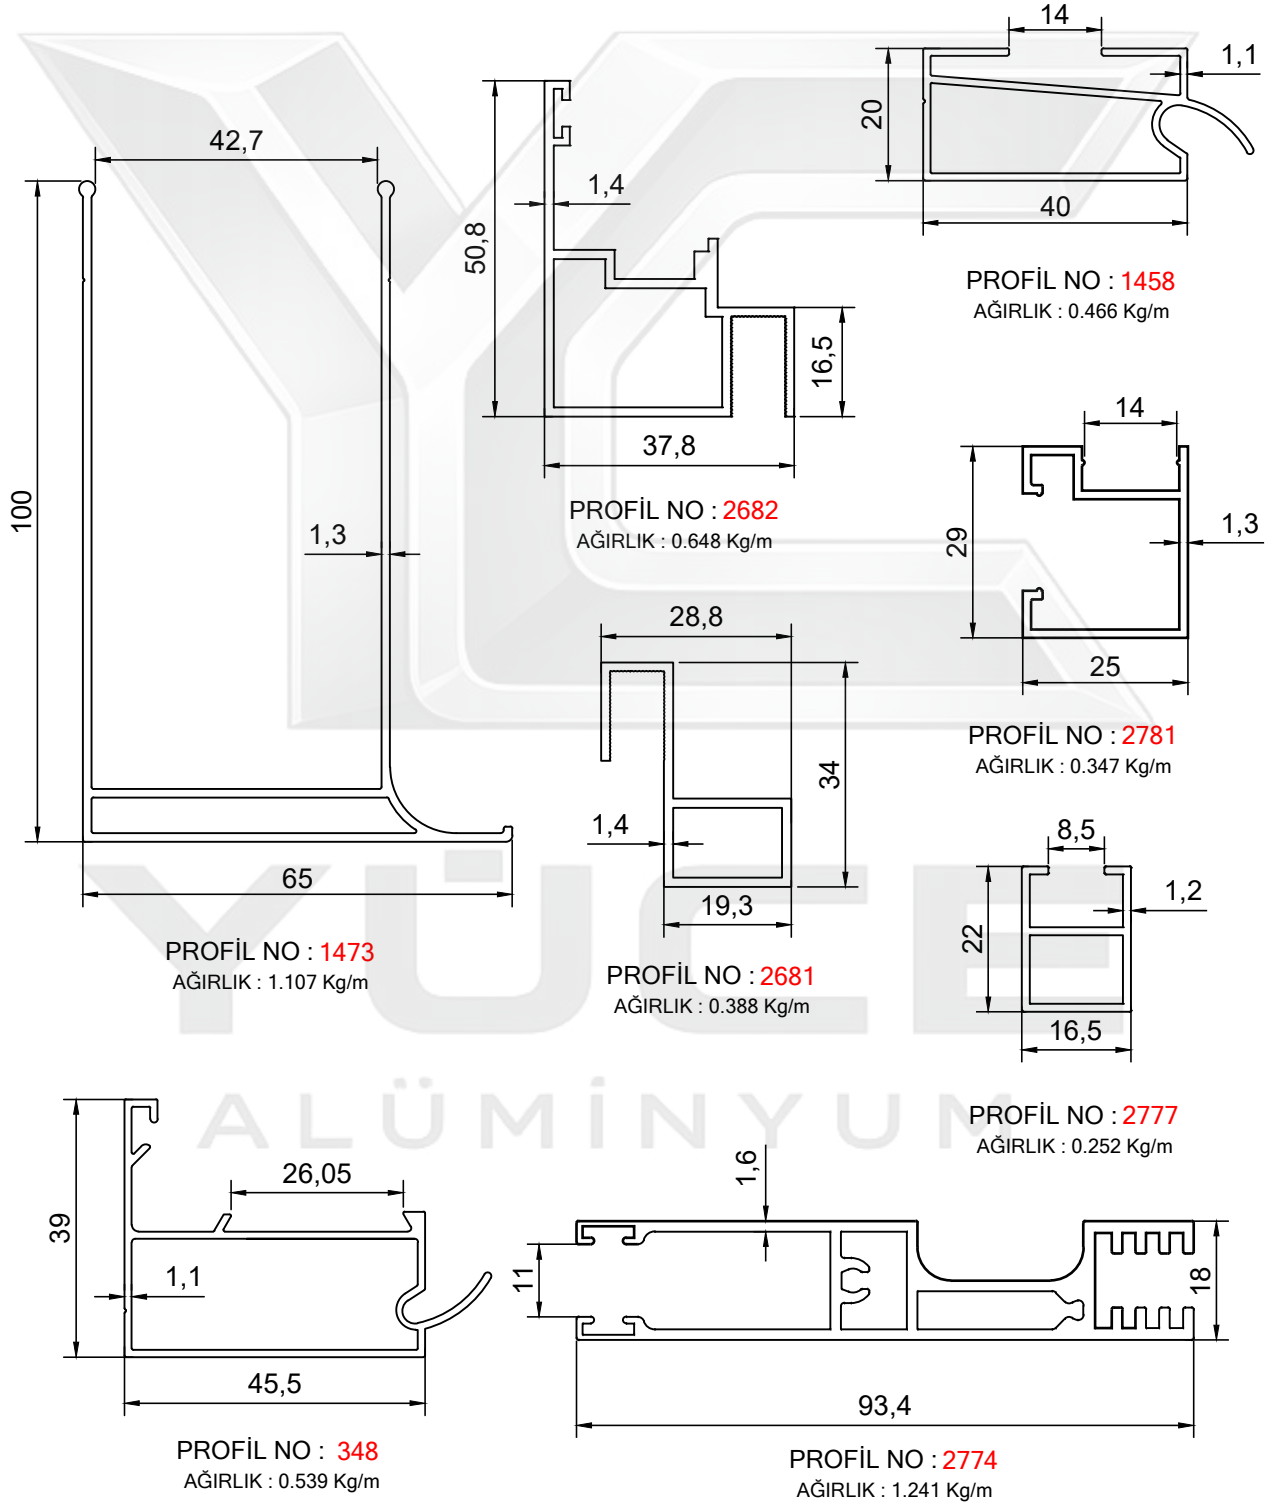 14
1,1
20
40
PROFİL NO : 1458
AĞIRLIK : 0.466 Kg/m
42,7
100
1,3
65
PROFİL NO : 1473
AĞIRLIK : 1.107 Kg/m
1,4
50,8
16,5
37,8
PROFİL NO : 2682
AĞIRLIK : 0.648 Kg/m
14
29
1,3
25
PROFİL NO : 2781
AĞIRLIK : 0.347 Kg/m
28,8
34
1,4
19,3
PROFİL NO : 2681
AĞIRLIK : 0.388 Kg/m
8,5
1,2
22
16,5
PROFİL NO : 2777
AĞIRLIK : 0.252 Kg/m
YÜCE
ALÜMİNYUM
39
26,05
1,1
45,5
PROFİL NO : 348
AĞIRLIK : 0.539 Kg/m
1,6
11
18
93,4
PROFİL NO : 2774
AĞIRLIK : 1.241 Kg/m